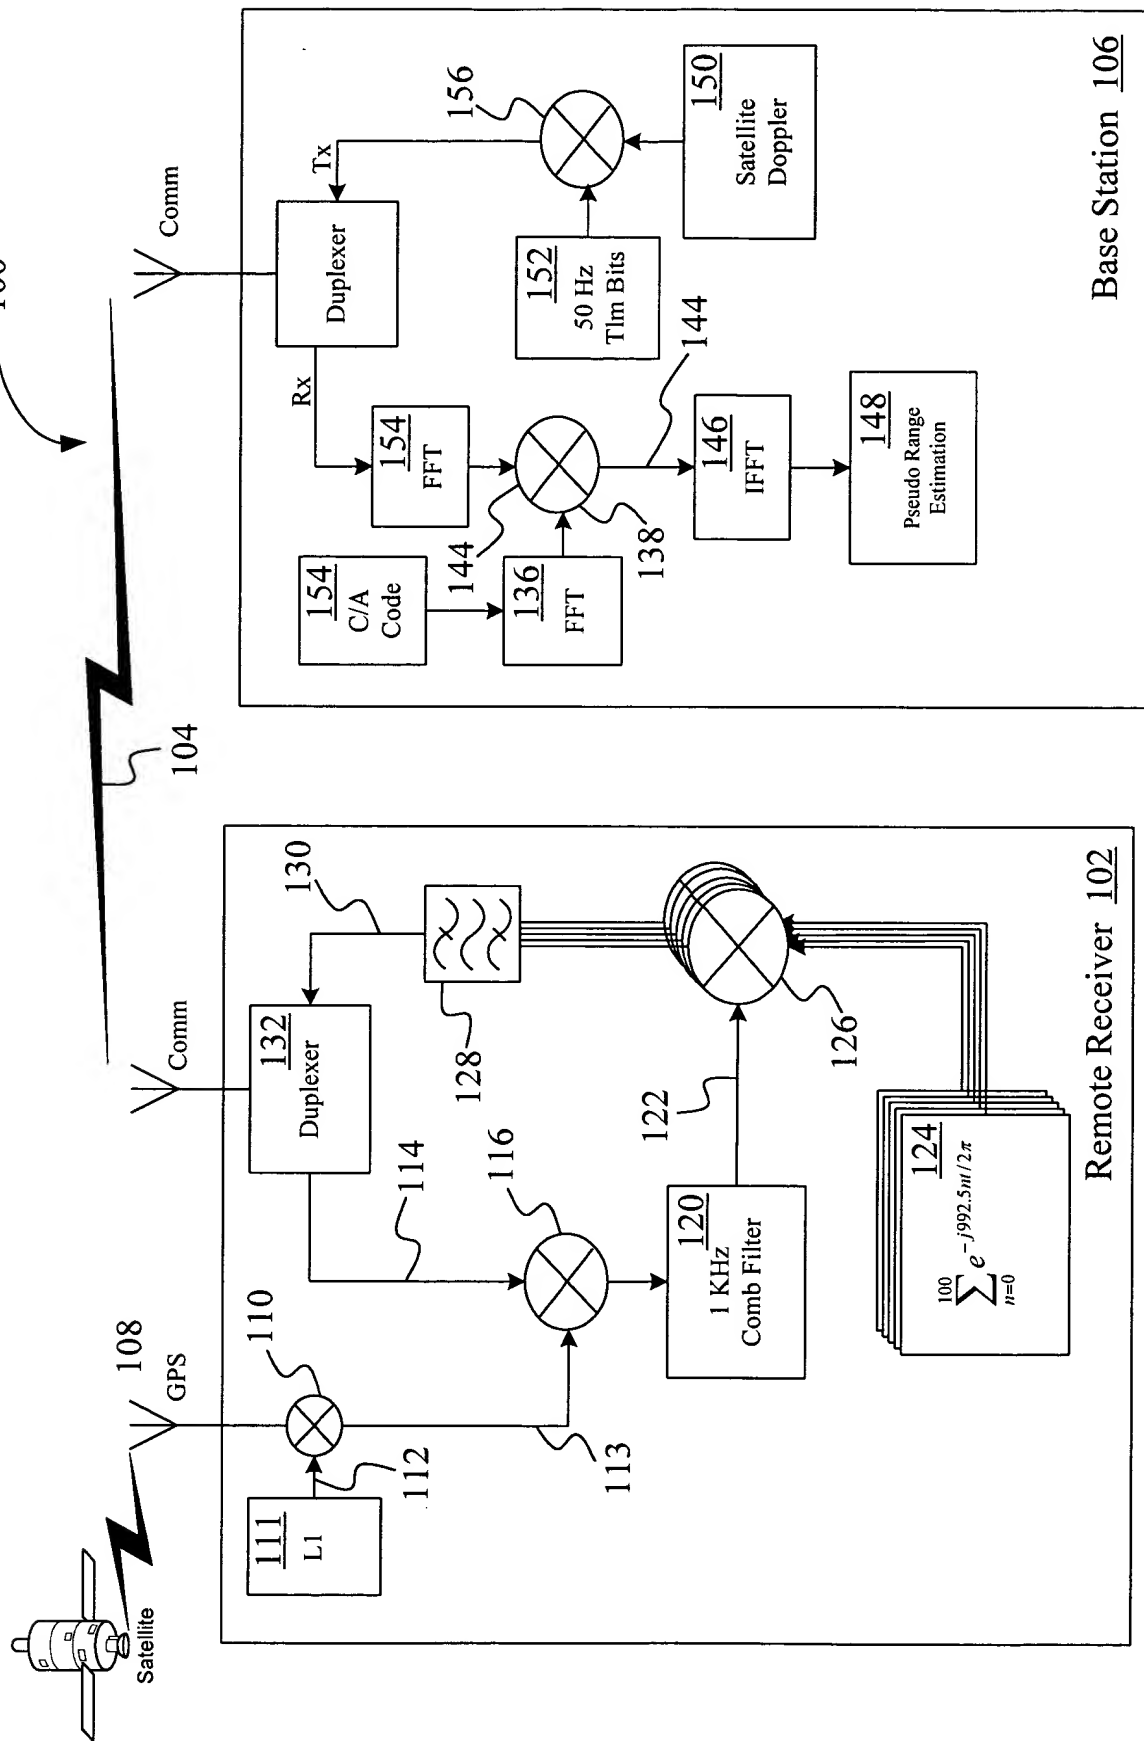 Satellite
108
GPS
Comm
104
Comm
111
L1
112
110
113
114
116
132
Duplexer
130
128
120
1 KHz
Comb Filter
122
126
124
\sum_{n=0}^{100} e^{-j992.5nt/2π}
Remote Receiver 102
Duplexer
Rx
Tx
154
C/A
Code
154
FFT
136
FFT
144
138
144
146
IFFT
148
Pseudo Range
Estimation
152
50 Hz
Tlm Bits
156
150
Satellite
Doppler
Base Station 106